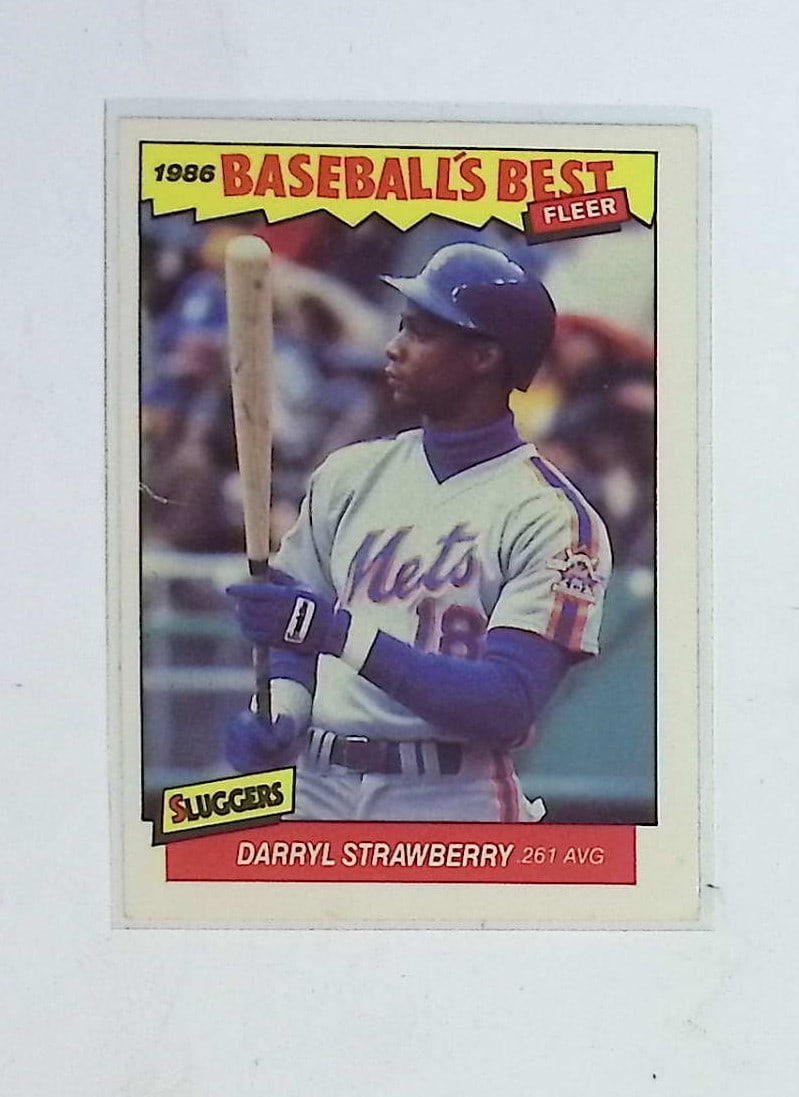 1986 BASEBALL'S BEST
FLEER
Mets
18
SLUGGERS
DARRYL STRAWBERRY .261 AVG